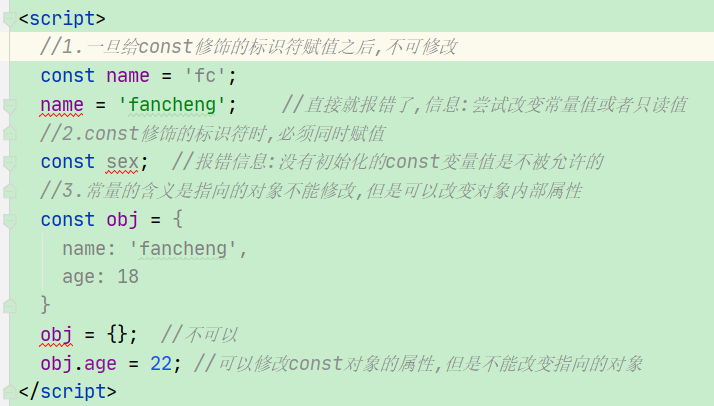 <script>
//1.一旦给const修饰的标识符赋值之后,不可修改
const name = 'fc';
name = 'fancheng';    //直接就报错了,信息:尝试改变常量值或者只读值
//2.const修饰的标识符时,必须同时赋值
const sex;  //报错信息:没有初始化的const变量值是不被允许的
//3.常量的含义是指向的对象不能修改,但是可以改变对象内部属性
const obj = {
name: 'fancheng',
age: 18
}
obj = {};  //不可以
obj.age = 22; //可以修改const对象的属性,但是不能改变指向的对象
</script>